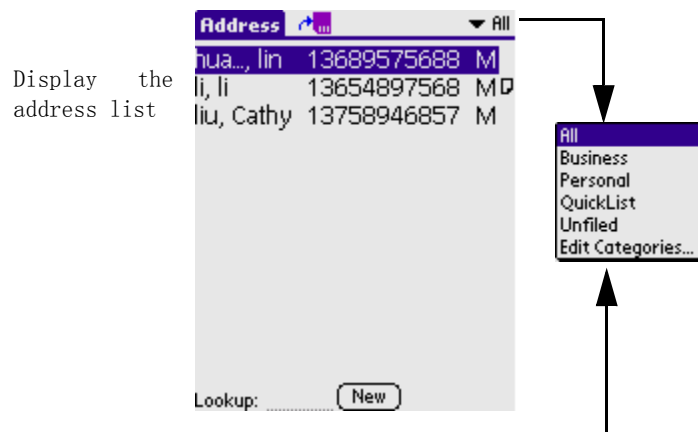 Address
▼ All
Display the
address list
hua..., lin 13689575688 M
li, li 13654897568 M
liu, Cathy 13758946857 M
All
Business
Personal
QuickList
Unfiled
Edit Categories...
Lookup: New